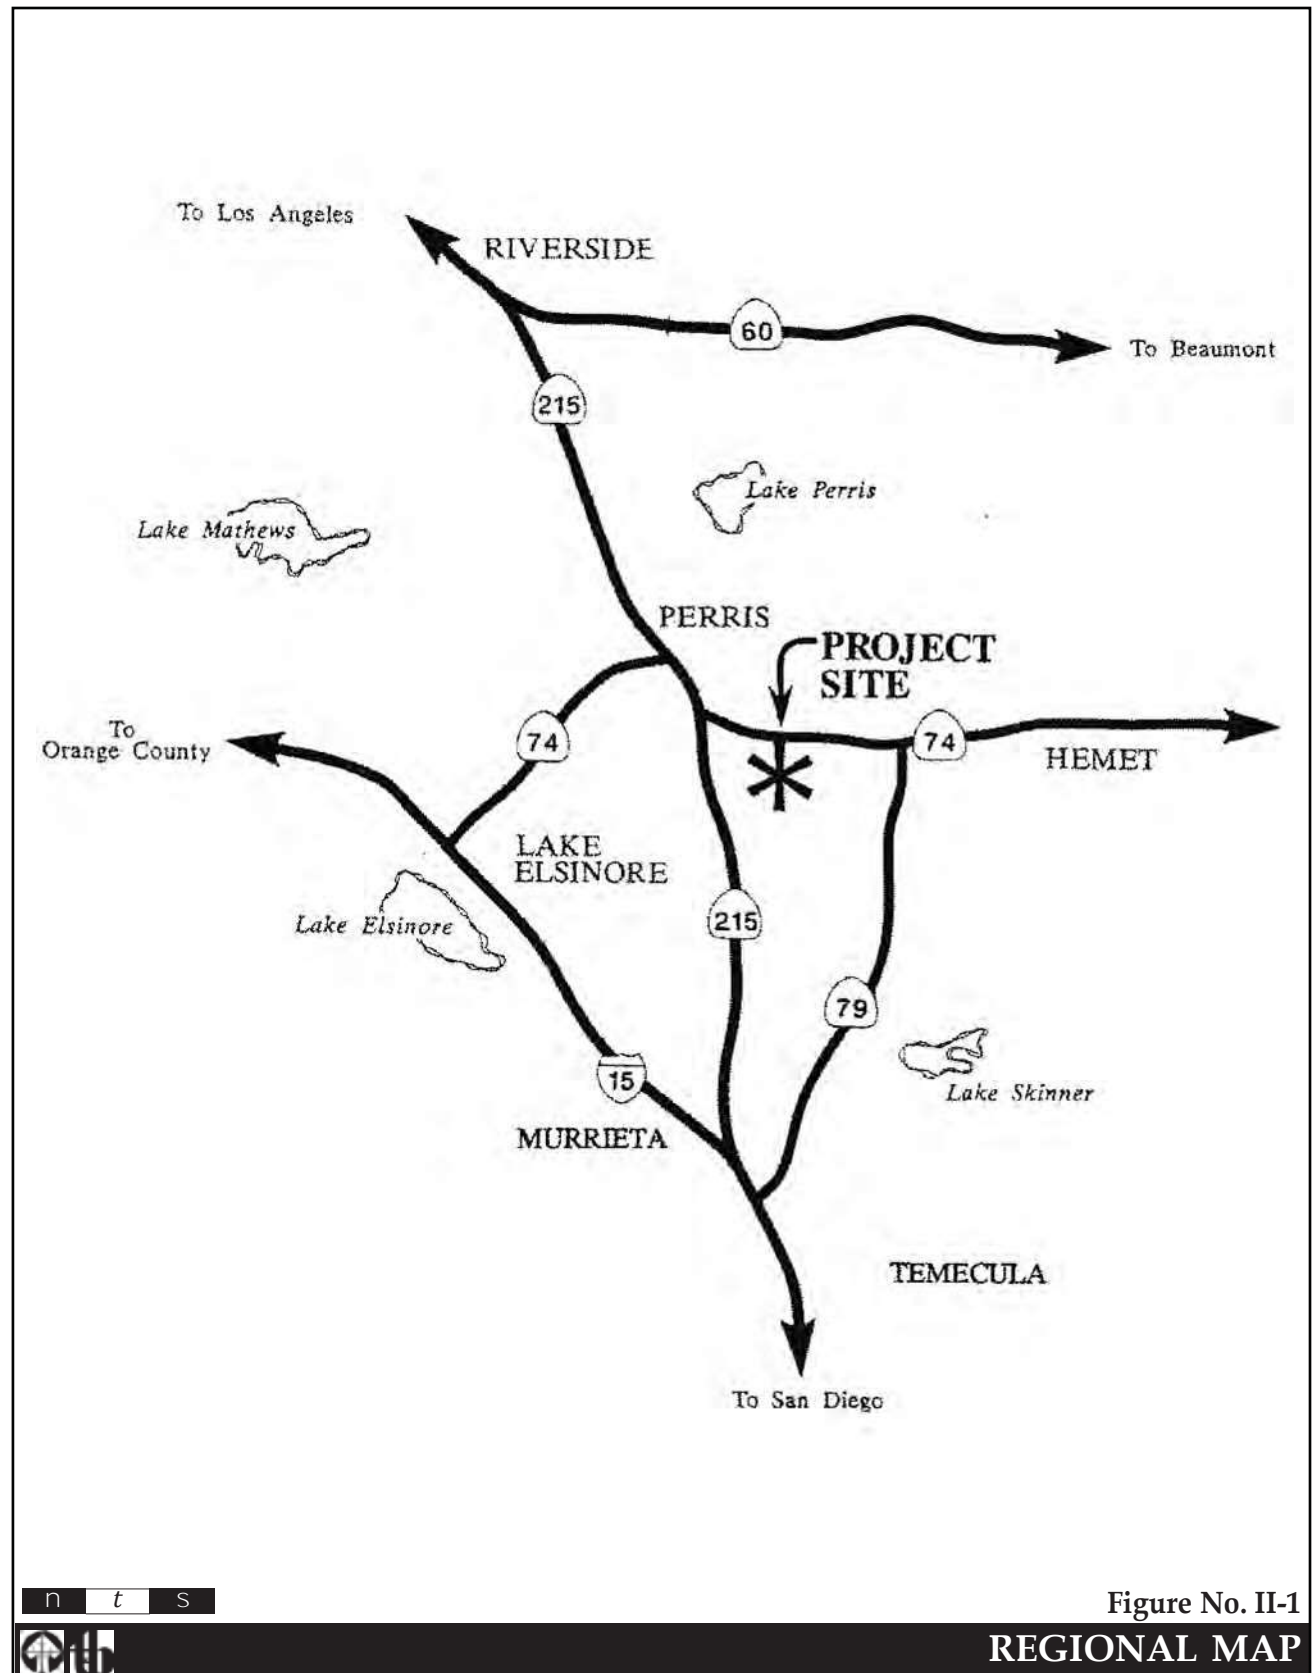 To Los Angeles
RIVERSIDE
60
To Beaumont
215
Lake Perris
Lake Mathews
PERRIS
PROJECT
SITE
To
Orange County
74
74
HEMET
LAKE
ELSINORE
Lake Elsinore
215
79
15
Lake Skinner
MURRIETA
TEMECULA
To San Diego
n t s
Figure No. II-1
REGIONAL MAP